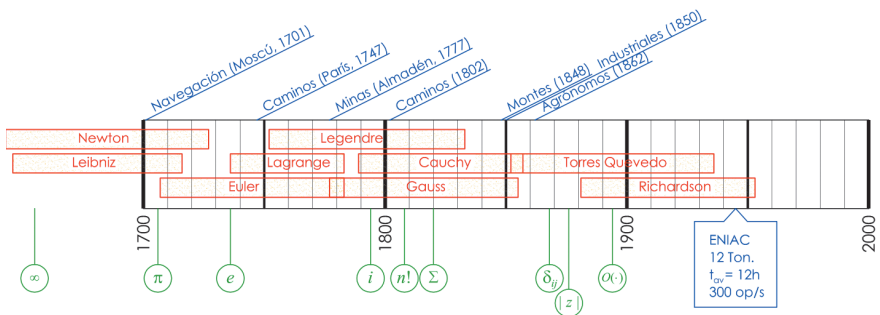 Navegación (Moscú, 1701)
Caminos (París, 1747)
Minas (Almadén, 1777)
Caminos (1802)
Montes (1848)
Industriales (1850)
Agrónomos (1862)
Newton
Legendre
Leibniz
Lagrange
Cauchy
Torres Quevedo
Euler
Gauss
Richardson
1700
1800
1900
2000
∞
π
e
i
n!
Σ
δij
|z|
O(·)
ENIAC
12 Ton.
tav = 12h
300 op/s